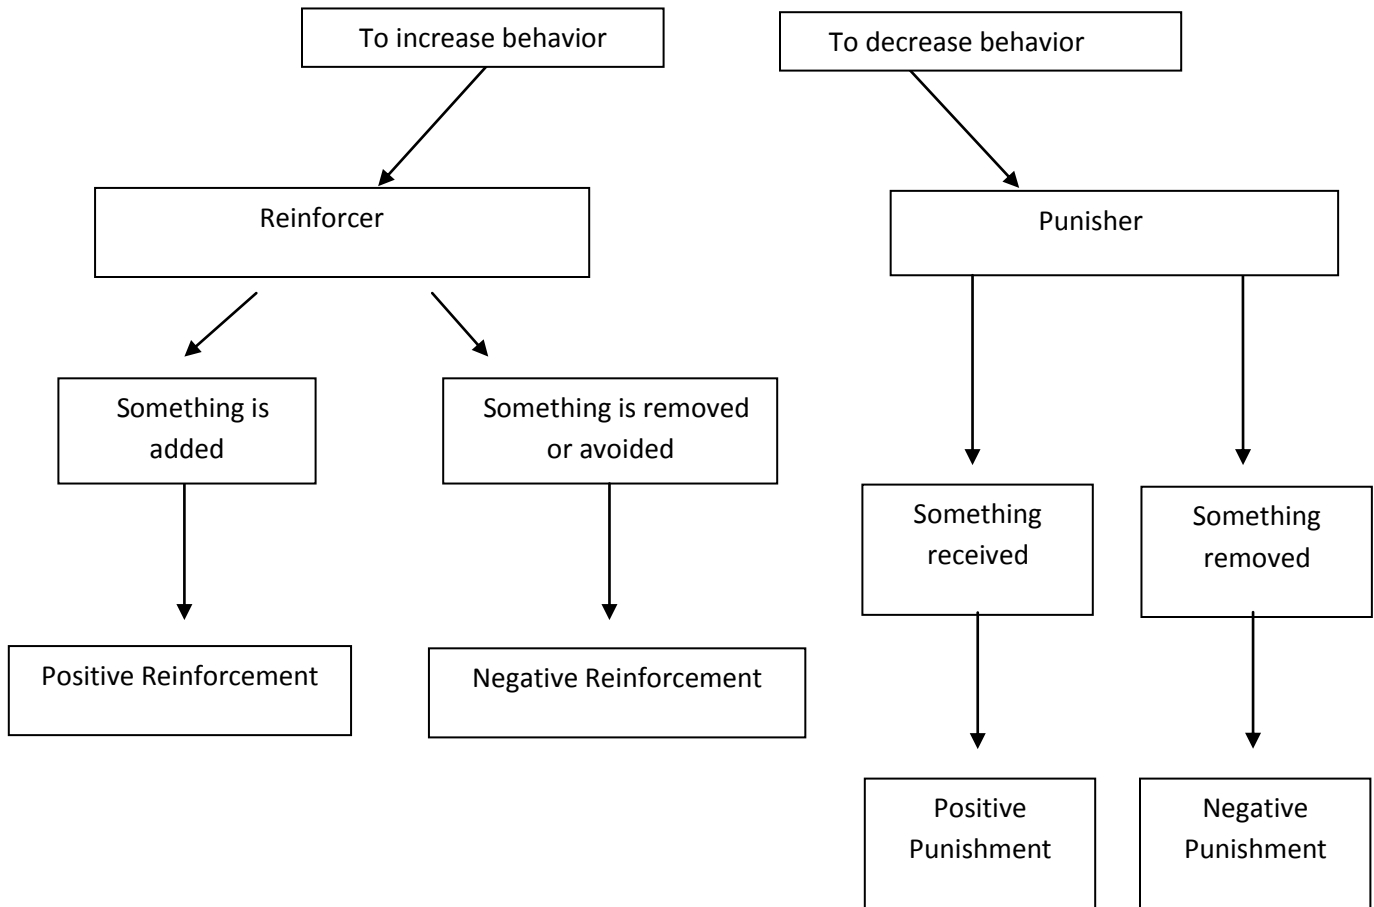 To increase behavior
To decrease behavior
Reinforcer
Punisher
Something is
added
Something is removed
or avoided
Something
received
Something
removed
Positive Reinforcement
Negative Reinforcement
Positive
Punishment
Negative
Punishment